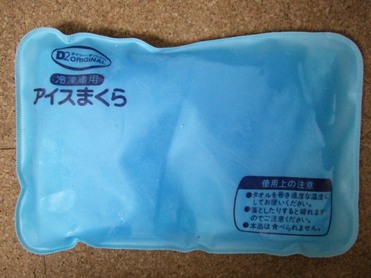 D2 ORIGINAL
冷凍庫用
アイスまくら
使用上の注意
●タオルを巻き適度な温度に
してお使いください。
●落としたりすると破れます
のでご注意ください。
●本品は食べられません。